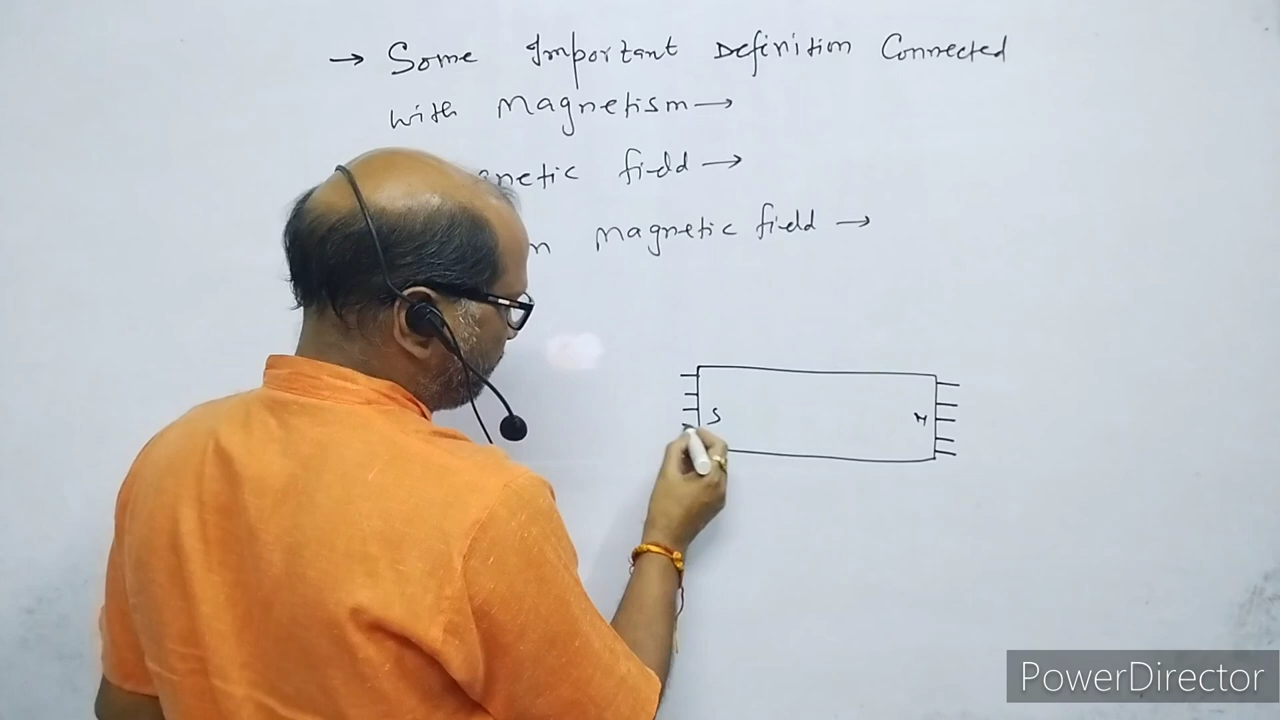 → Some Important Definition Connected
with Magnetism →
netic field →
n magnetic field →
S N
PowerDirector